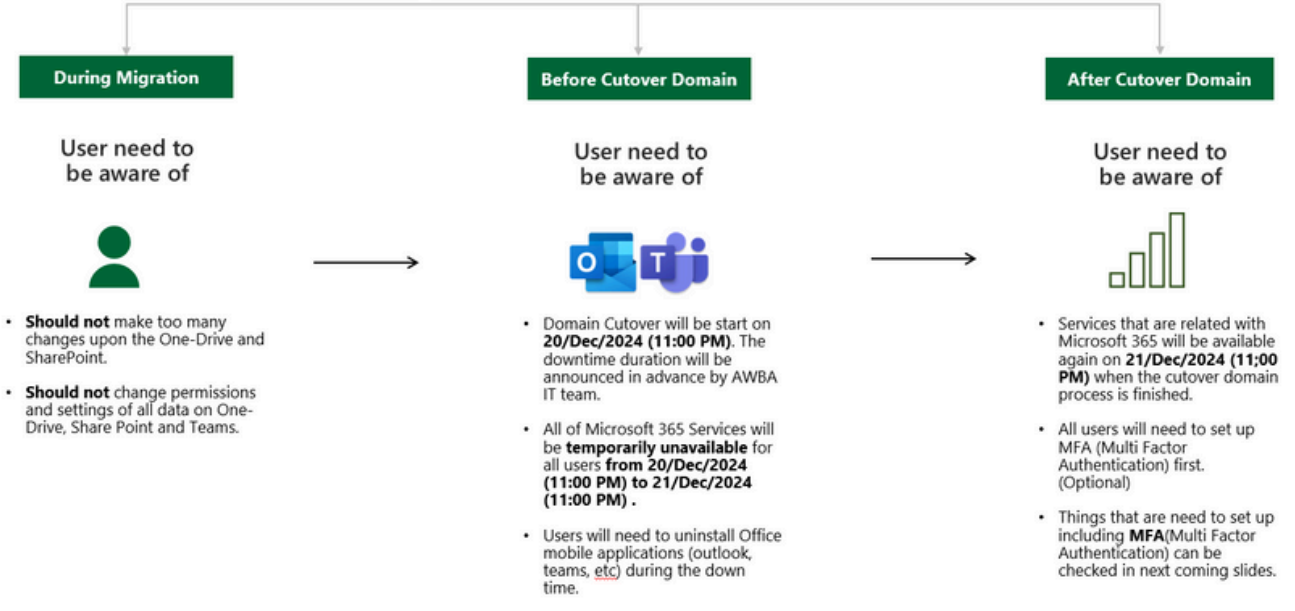 During Migration
User need to
be aware of
• Should not make too many
changes upon the One-Drive and
SharePoint.
• Should not change permissions
and settings of all data on One-
Drive, Share Point and Teams.
Before Cutover Domain
User need to
be aware of
O T
• Domain Cutover will be start on
20/Dec/2024 (11:00 PM). The
downtime duration will be
announced in advance by AWBA
IT team.
• All of Microsoft 365 Services will
be temporarily unavailable for
all users from 20/Dec/2024
(11:00 PM) to 21/Dec/2024
(11:00 PM) .
• Users will need to uninstall Office
mobile applications (outlook,
teams, etc) during the down
time.
After Cutover Domain
User need to
be aware of
• Services that are related with
Microsoft 365 will be available
again on 21/Dec/2024 (11;00
PM) when the cutover domain
process is finished.
• All users will need to set up
MFA (Multi Factor
Authentication) first.
(Optional)
• Things that are need to set up
including MFA(Multi Factor
Authentication) can be
checked in next coming slides.